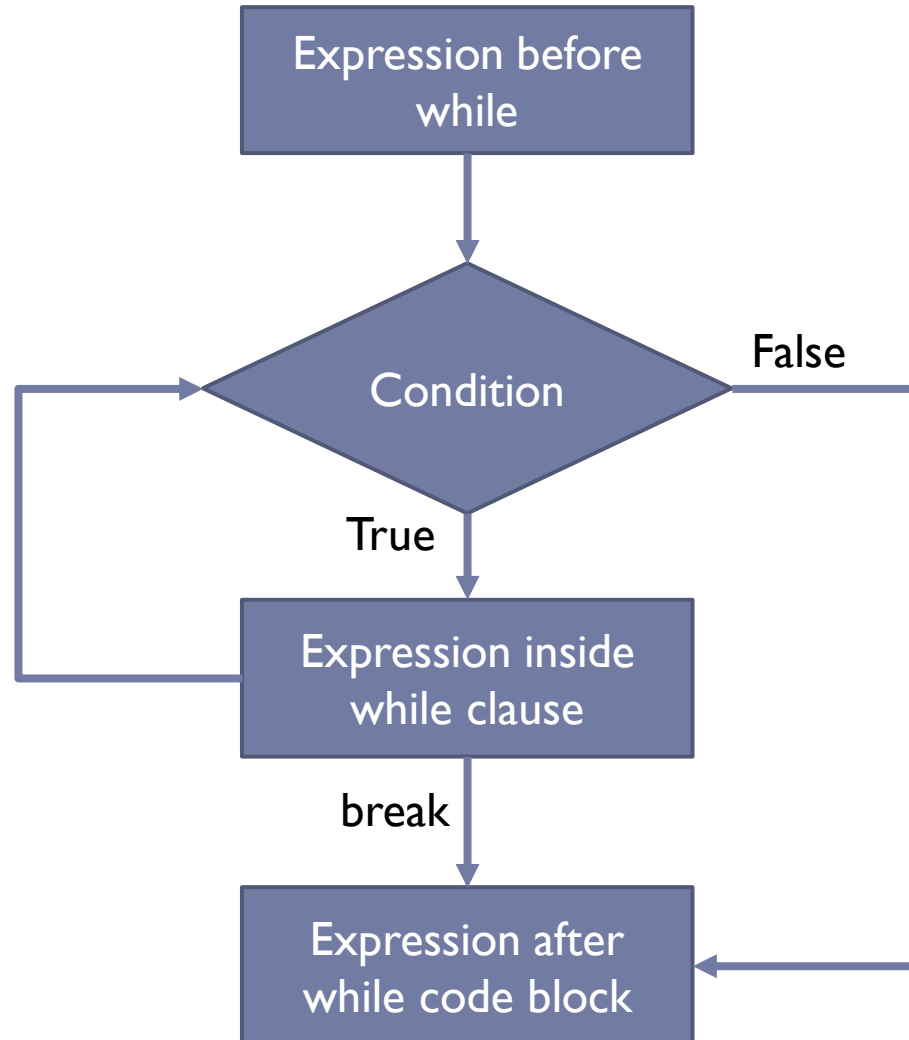 Expression before
while
Condition
False
True
Expression inside
while clause
break
Expression after
while code block